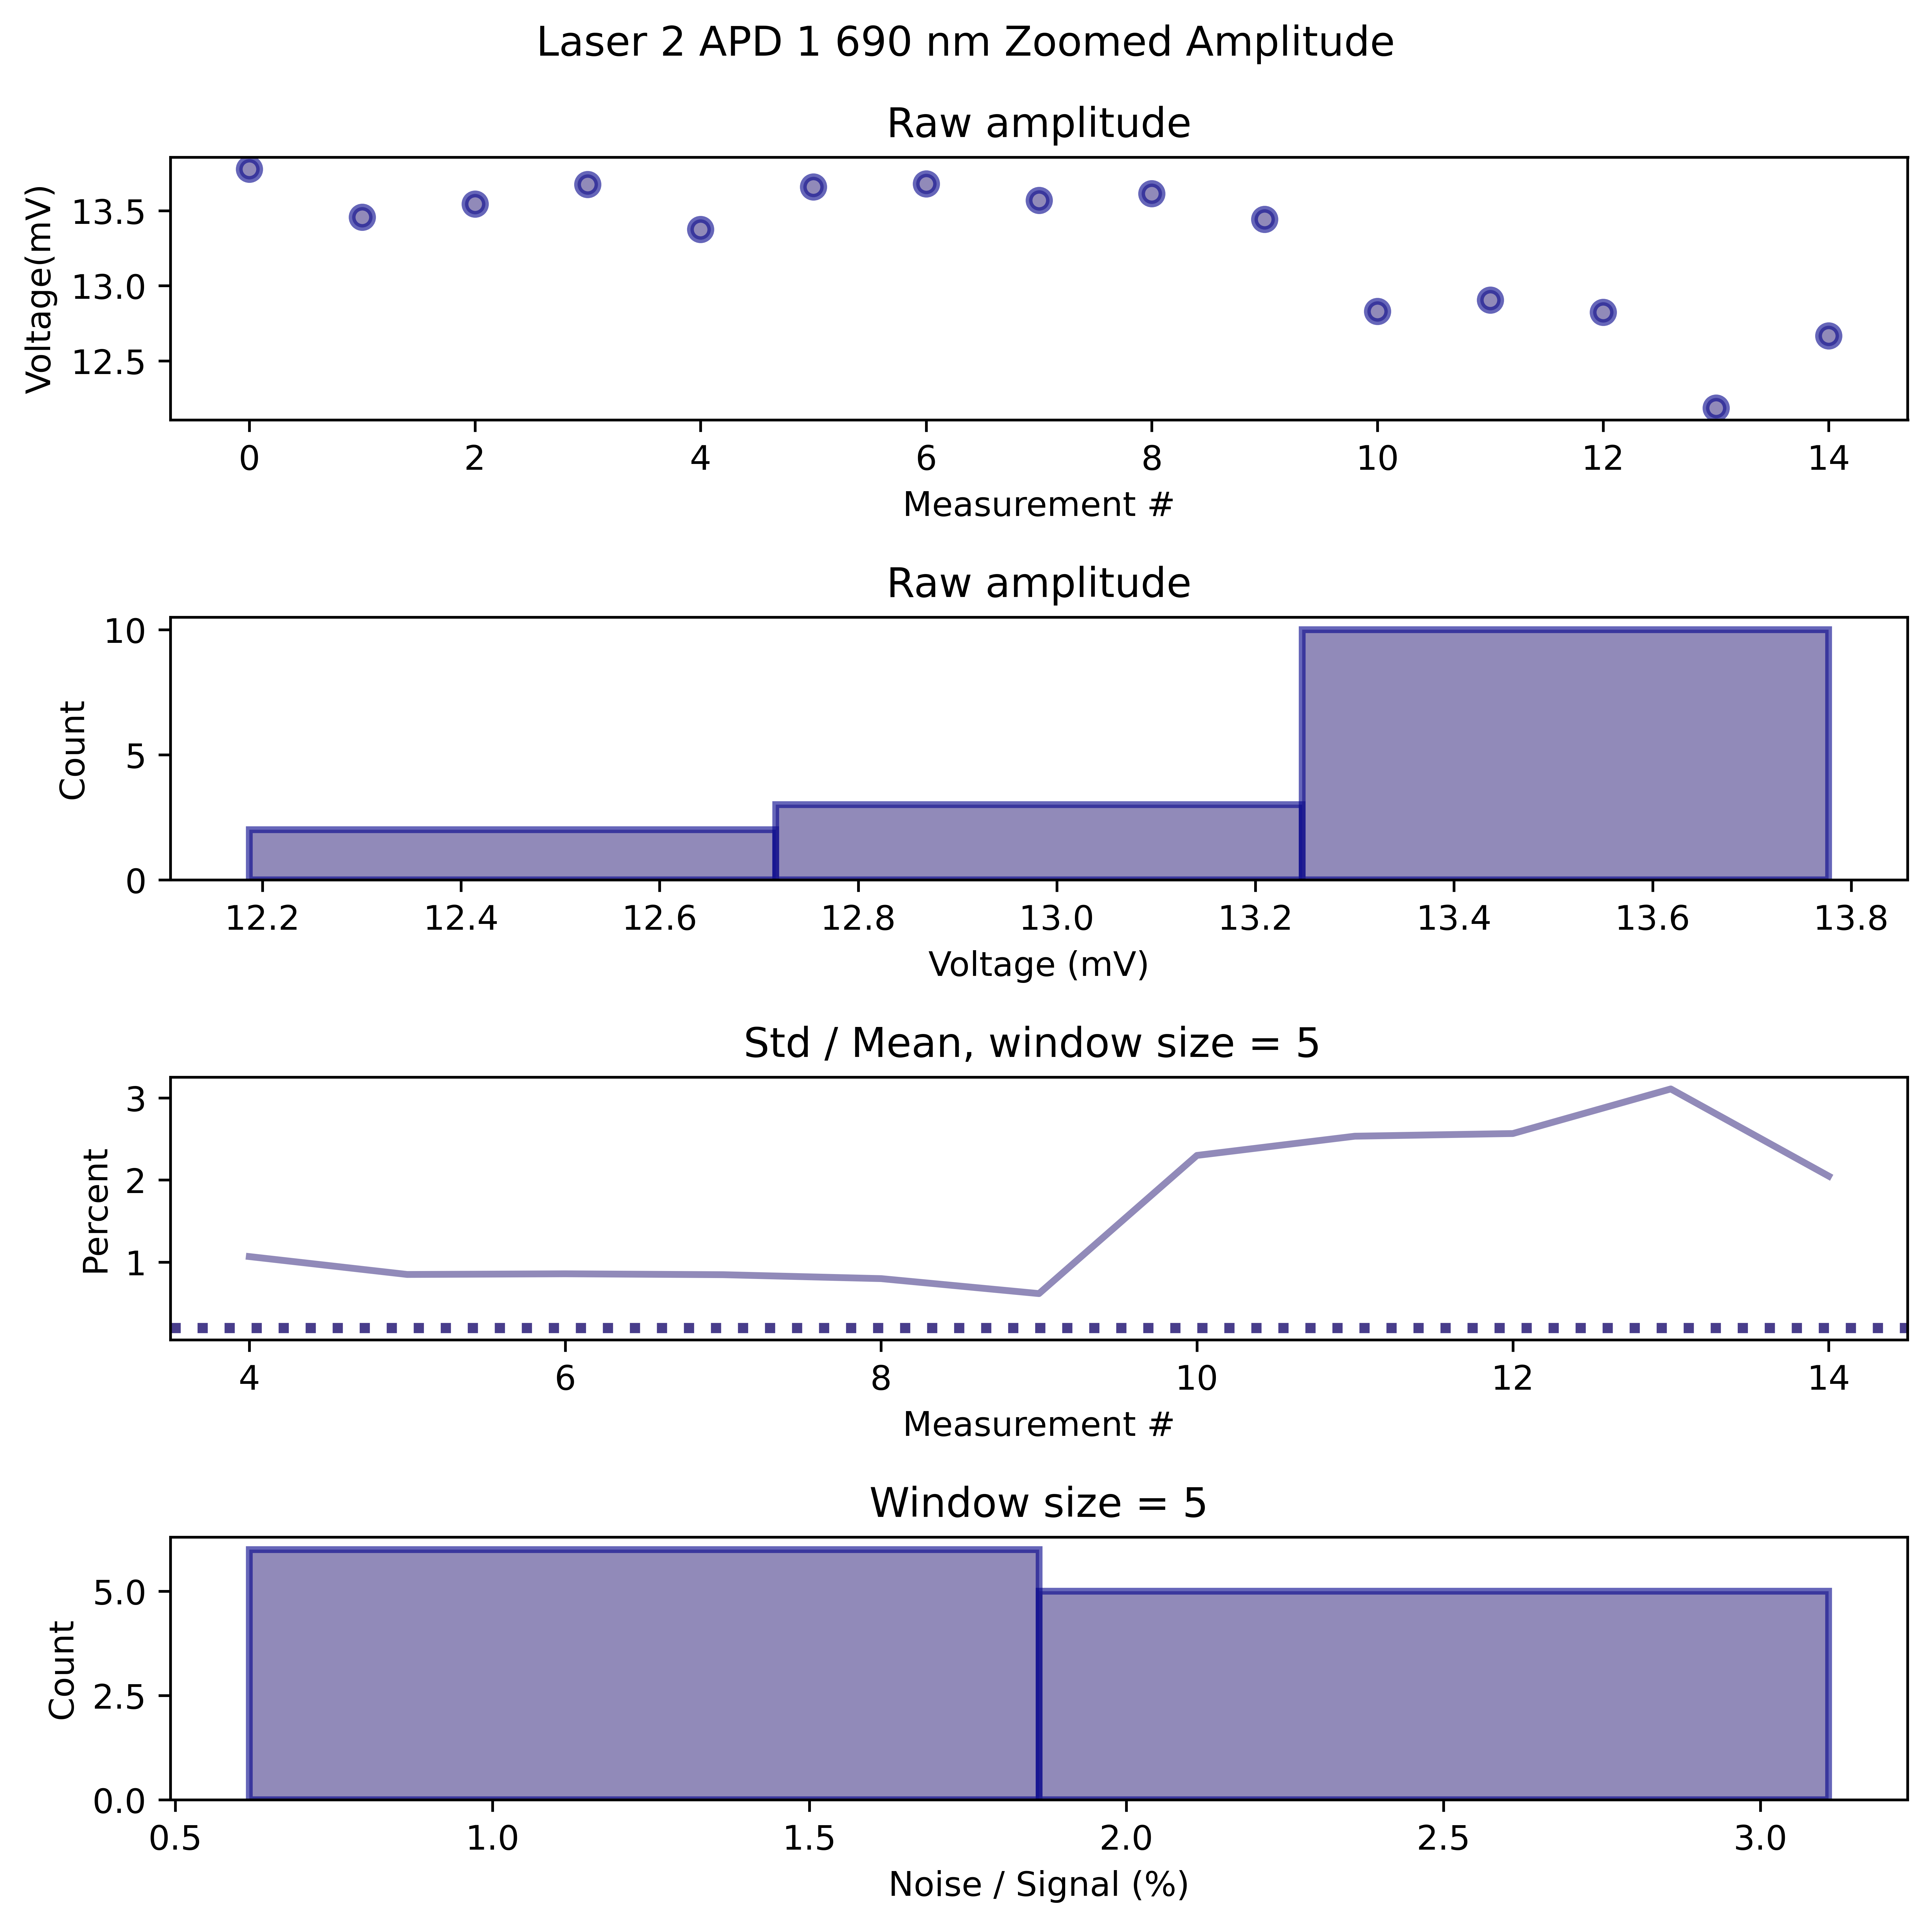 Laser 2 APD 1 690 nm Zoomed Amplitude
Raw amplitude
Voltage(mV)
13.5
13.0
12.5
0 2 4 6 8 10 12 14
Measurement #
Raw amplitude
Count
10
5
0
12.2 12.4 12.6 12.8 13.0 13.2 13.4 13.6 13.8
Voltage (mV)
Std / Mean, window size = 5
Percent
3
2
1
4 6 8 10 12 14
Measurement #
Window size = 5
Count
5.0
2.5
0.0
0.5 1.0 1.5 2.0 2.5 3.0
Noise / Signal (%)